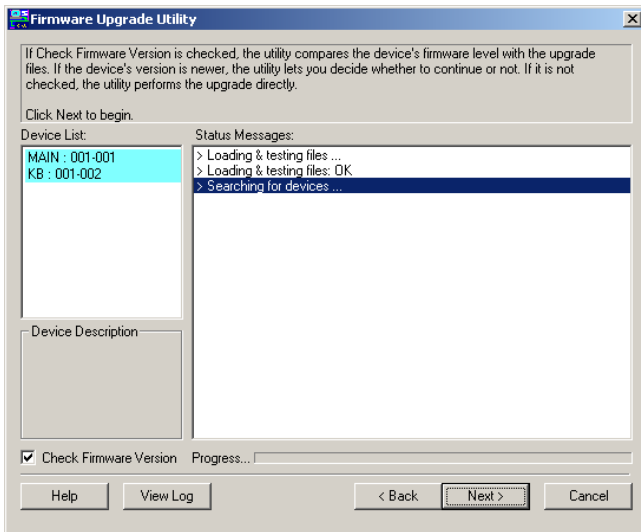 Firmware Upgrade Utility
If Check Firmware Version is checked, the utility compares the device's firmware level with the upgrade
files. If the device's version is newer, the utility lets you decide whether to continue or not. If it is not
checked, the utility performs the upgrade directly.
Click Next to begin.
Device List:
MAIN : 001-001
KB : 001-002
Status Messages:
> Loading & testing files ...
> Loading & testing files: OK
> Searching for devices ...
Device Description
Check Firmware Version
Progress...
Help
View Log
< Back
Next >
Cancel